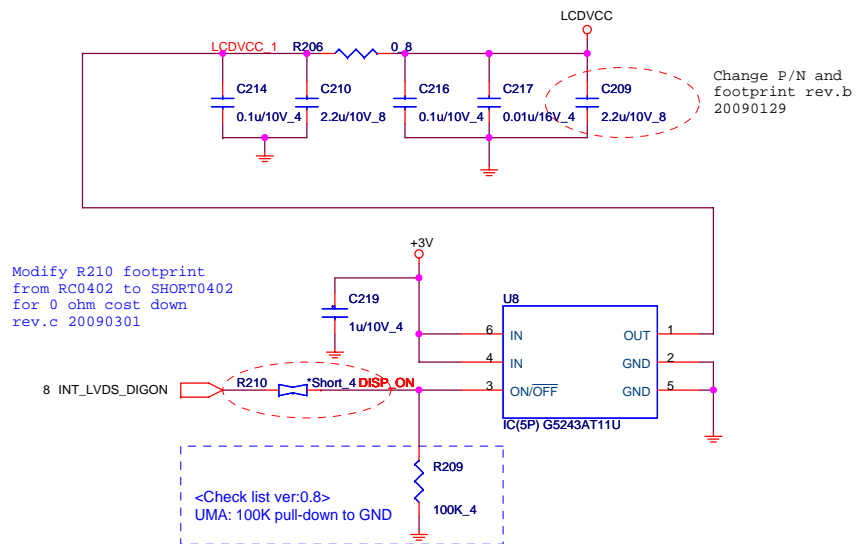 LCDVCC
LCDVCC_1 R206 0_8
C214
0.1u/10V_4
C210
2.2u/10V_8
C216
0.1u/10V_4
C217
0.01u/16V_4
C209
2.2u/10V_8
Change P/N and
footprint rev.b
20090129
+3V
Modify R210 footprint
from RC0402 to SHORT0402
for 0 ohm cost down
rev.c 20090301
C219
1u/10V_4
U8
6 IN OUT 1
4 IN GND 2
3 ON/OFF GND 5
IC(5P) G5243AT11U
8 INT_LVDS_DIGON R210 *Short_4 DISP_ON
R209
100K_4
<Check list ver:0.8>
UMA: 100K pull-down to GND